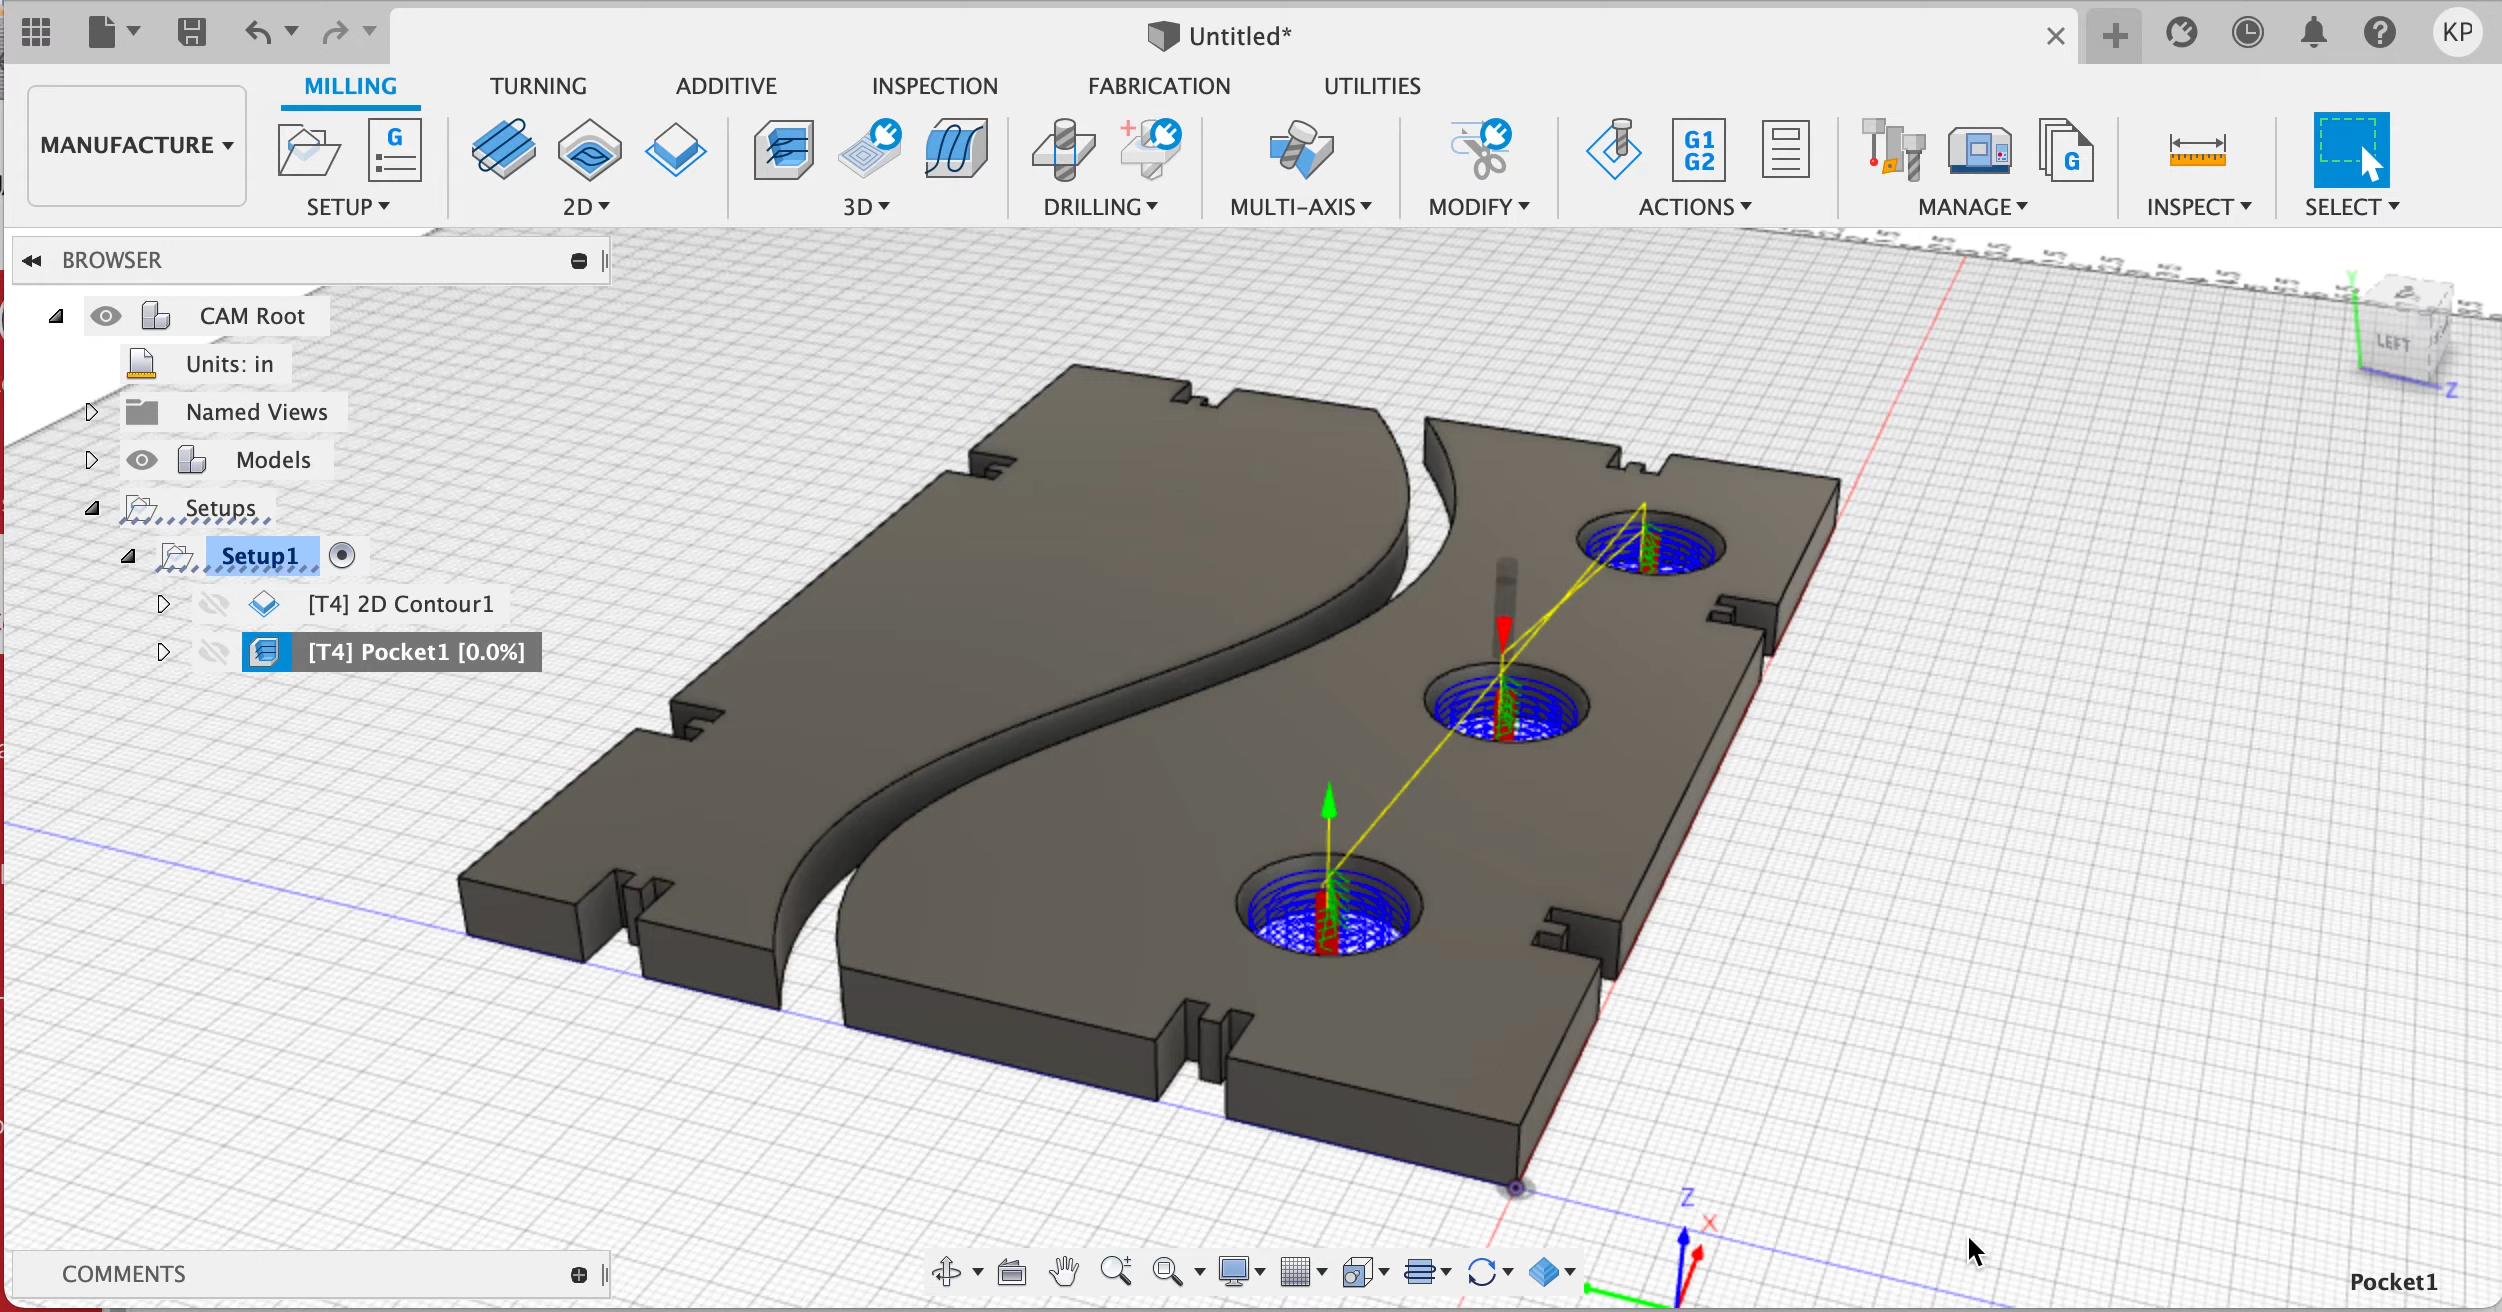 Untitled*
KP
MILLING
TURNING
ADDITIVE
INSPECTION
FABRICATION
UTILITIES
MANUFACTURE
G
G1
G2
G
SETUP
2D
3D
DRILLING
MULTI-AXIS
MODIFY
ACTIONS
MANAGE
INSPECT
SELECT
BROWSER
CAM Root
Units: in
Named Views
Models
Setups
Setup1
[T4] 2D Contour1
[T4] Pocket1 [0.0%]
Y
LEFT
Z
Z
X
COMMENTS
Pocket1